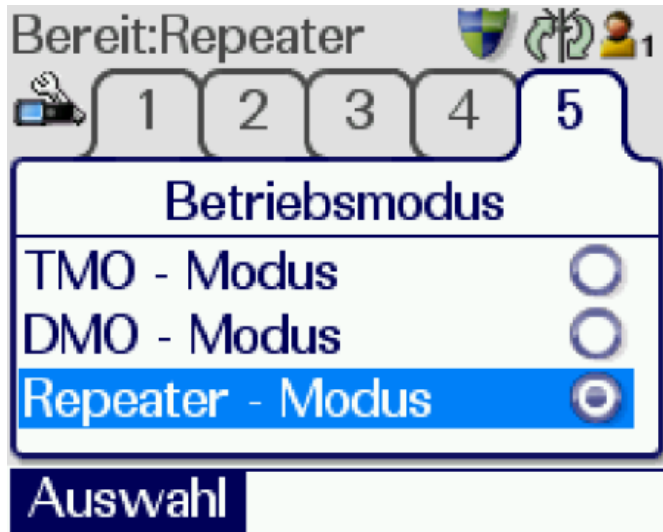 Bereit:Repeater 1
1 2 3 4 5
Betriebsmodus
TMO - Modus
DMO - Modus
Repeater - Modus
Auswahl